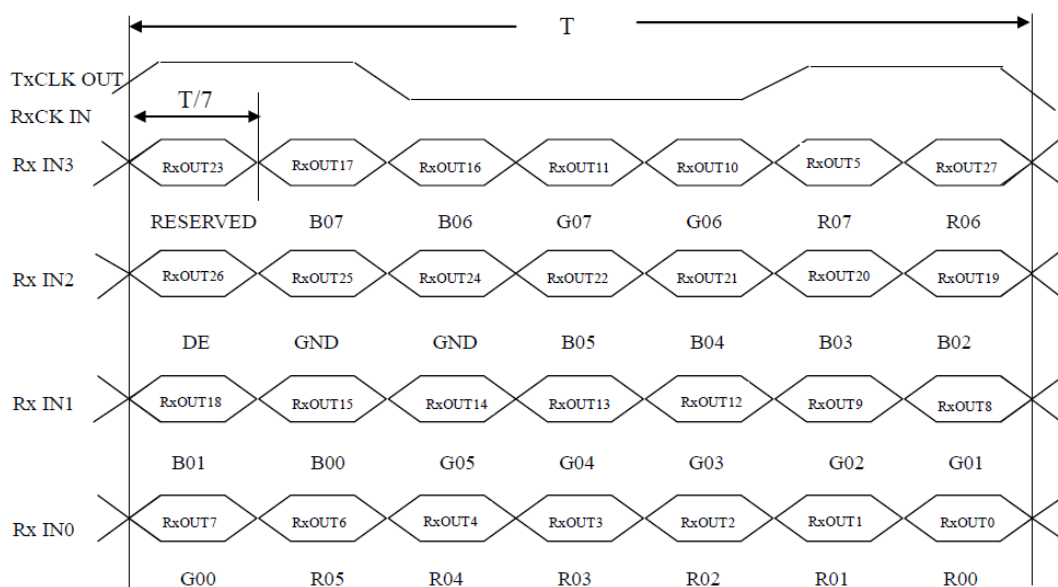 T
TxCLK OUT
T/7
RxCK IN
Rx IN3 RxOUT23 RxOUT17 RxOUT16 RxOUT11 RxOUT10 RxOUT5 RxOUT27
RESERVED B07 B06 G07 G06 R07 R06
Rx IN2 RxOUT26 RxOUT25 RxOUT24 RxOUT22 RxOUT21 RxOUT20 RxOUT19
DE GND GND B05 B04 B03 B02
Rx IN1 RxOUT18 RxOUT15 RxOUT14 RxOUT13 RxOUT12 RxOUT9 RxOUT8
B01 B00 G05 G04 G03 G02 G01
Rx IN0 RxOUT7 RxOUT6 RxOUT4 RxOUT3 RxOUT2 RxOUT1 RxOUT0
G00 R05 R04 R03 R02 R01 R00